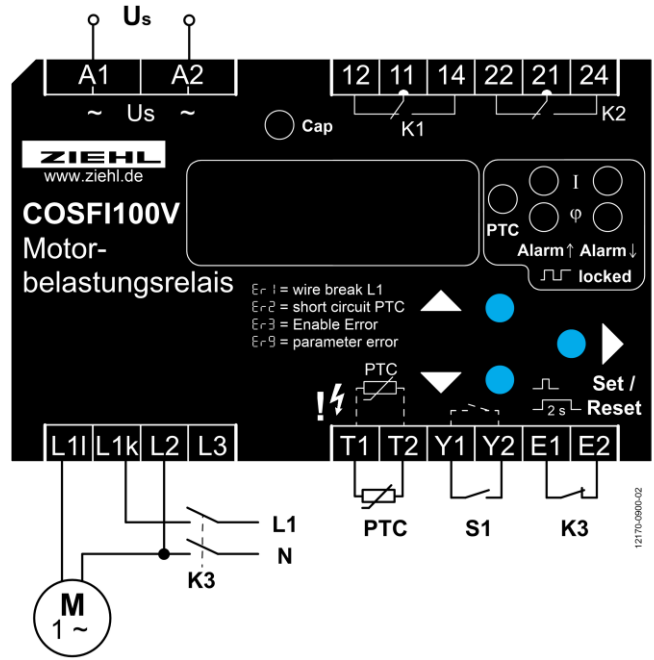 Us
A1 A2
12 11 14 22 21 24
~ Us ~
K1 K2
Cap
ZIEHL
www.ziehl.de
COSFI100V
Motor-
belastungsrelais
PTC
I
φ
Alarm↑ Alarm↓
locked
Er1 = wire break L1
Er2 = short circuit PTC
Er3 = Enable Error
Er9 = parameter error
PTC
!
2 s
Set /
Reset
L1l L1k L2 L3
T1 T2 Y1 Y2 E1 E2
L1
N
K3
PTC
S1
K3
12170-0900-02
M
1 ~